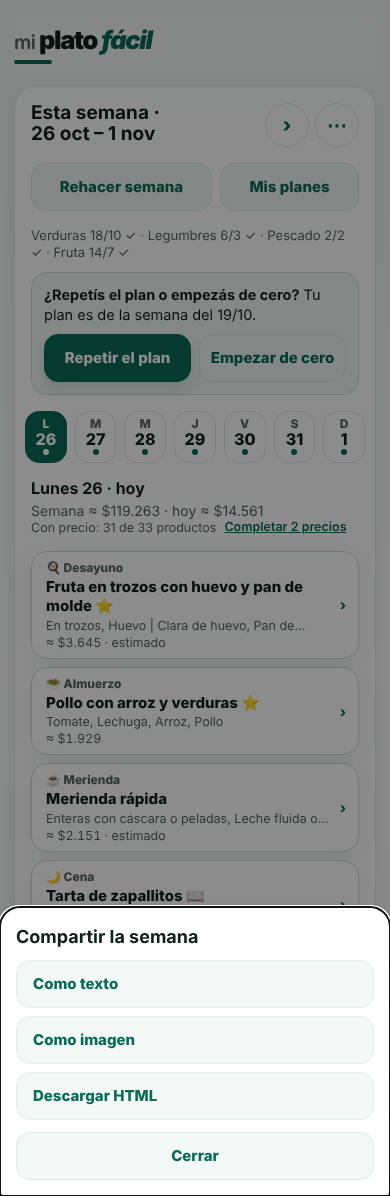 mi plato fácil
Esta semana ·
26 oct – 1 nov
›
...
Rehacer semana
Mis planes
Verduras 18/10 ✓ · Legumbres 6/3 ✓ · Pescado 2/2
✓ · Fruta 14/7 ✓
¿Repetís el plan o empezás de cero? Tu
plan es de la semana del 19/10.
Repetir el plan
Empezar de cero
L M M J V S D
26 27 28 29 30 31 1
Lunes 26 · hoy
Semana ≈ $119.263 · hoy ≈ $14.561
Con precio: 31 de 33 productos Completar 2 precios
🍳 Desayuno
Fruta en trozos con huevo y pan de
molde ⭐
En trozos, Huevo | Clara de huevo, Pan de...
≈ $3.645 · estimado
🥗 Almuerzo
Pollo con arroz y verduras ⭐
Tomate, Lechuga, Arroz, Pollo
≈ $1.929
☕ Merienda
Merienda rápida
Enteras con cáscara o peladas, Leche fluida o...
≈ $2.151 · estimado
🌙 Cena
Tarta de zapallitos 📖
Compartir la semana
Como texto
Como imagen
Descargar HTML
Cerrar